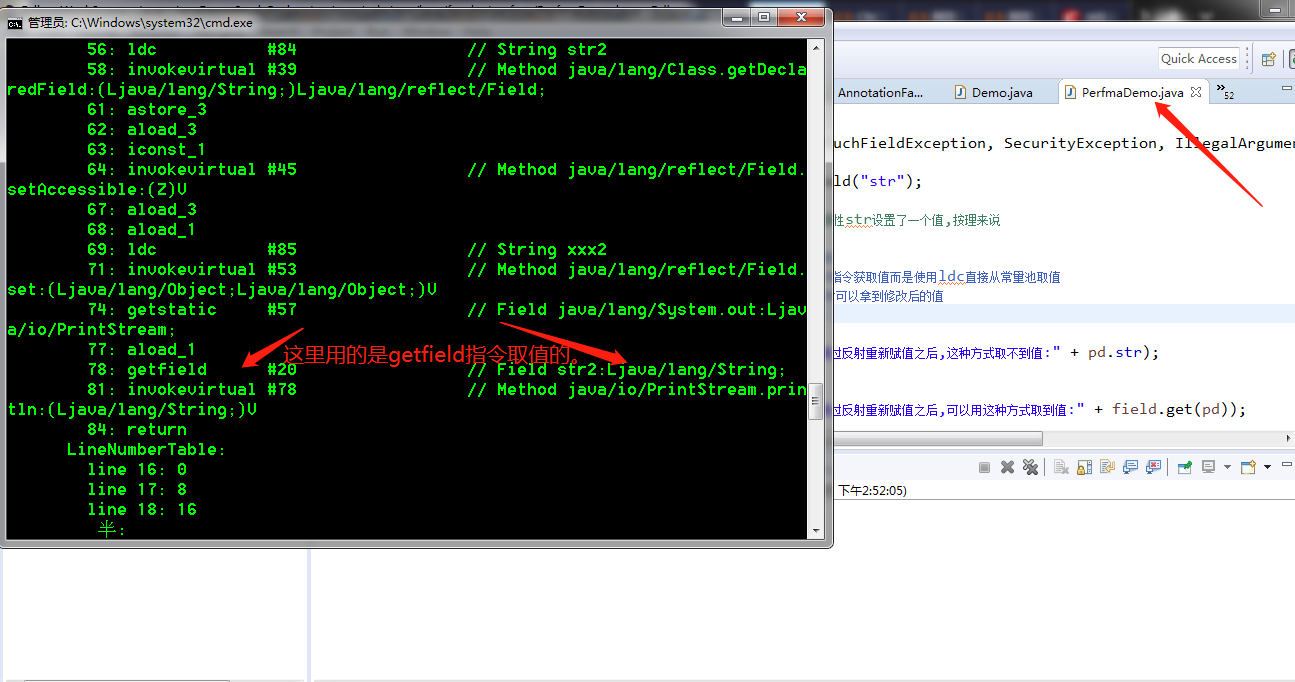 管理员: C:\Windows\system32\cmd.exe
56: ldc #84 // String str2
58: invokevirtual #39 // Method java/lang/Class.getDecla
redField:(Ljava/lang/String;)Ljava/lang/reflect/Field;
61: astore_3
62: aload_3
63: iconst_1
64: invokevirtual #45 // Method java/lang/reflect/Field.
setAccessible:(Z)V
67: aload_3
68: aload_1
69: ldc #85 // String xxx2
71: invokevirtual #53 // Method java/lang/reflect/Field.
set:(Ljava/lang/Object;Ljava/lang/Object;)V
74: getstatic #57 // Field java/lang/System.out:Ljav
a/io/PrintStream;
77: aload_1
这里用的是getfield指令取值的。
78: getfield #20 // Field str2:Ljava/lang/String;
81: invokevirtual #78 // Method java/io/PrintStream.prin
tln:(Ljava/lang/String;)V
84: return
LineNumberTable:
line 16: 0
line 17: 8
line 18: 16
半:
Quick Access
AnnotationFa... Demo.java PerfmaDemo.java »52
uchFieldException, SecurityException, IllegalArgumen
ld("str");
性str设置了一个值,按理来说
指令获取值而是使用ldc直接从常量池取值
可以拿到修改后的值
过反射重新赋值之后,这种方式取不到值:" + pd.str);
过反射重新赋值之后,可以用这种方式取到值:" + field.get(pd));
下午2:52:05)